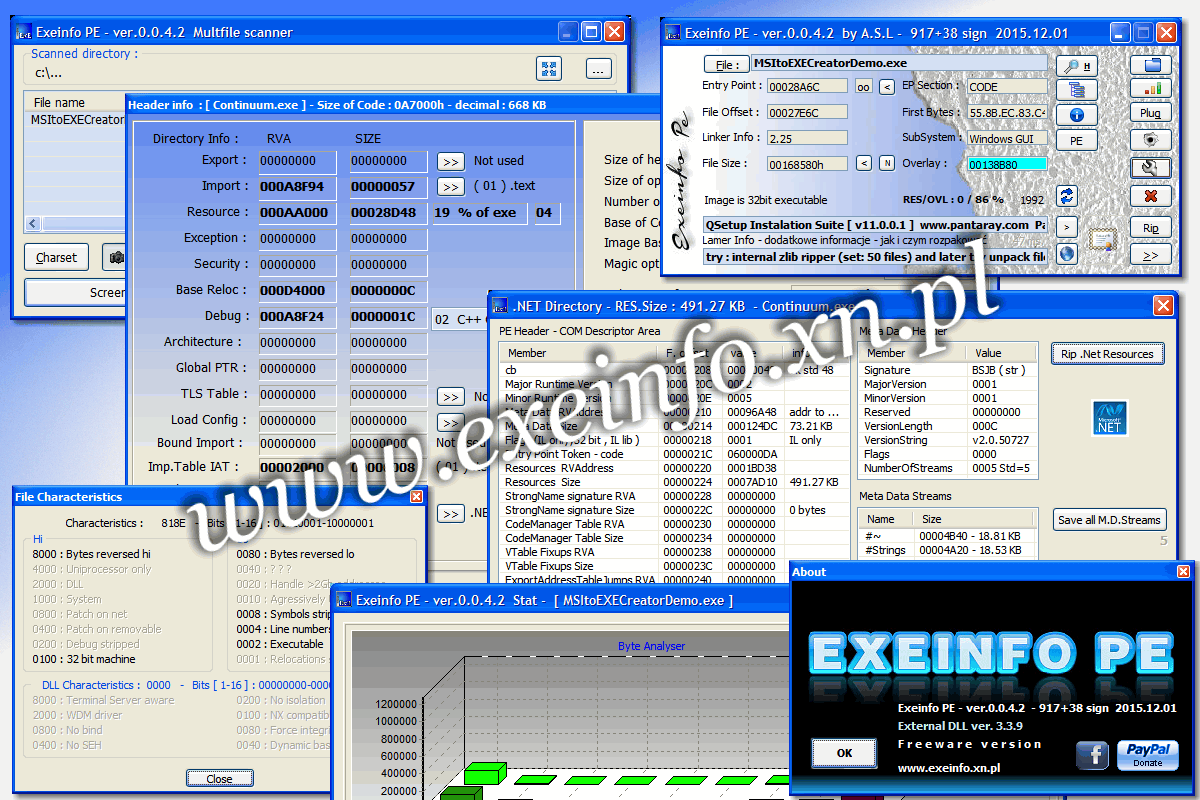 Exeinfo PE - ver.0.0.4.2 Multfile scanner
Scanned directory :
c:\...
...
File name
MSItoEXECreator
Charset
Screen
Header info : [ Continuum.exe ] - Size of Code : 0A7000h - decimal : 668 KB
Directory Info : RVA SIZE
Export : 00000000 00000000 >> Not used
Import : 000A8F94 00000057 >> ( 01 ) .text
Resource : 000AA000 00028D48 19 % of exe 04
Exception : 00000000 00000000
Security : 00000000 00000000
Base Reloc : 000D4000 0000000C
Debug : 000A8F24 0000001C 02 C++
Architecture : 00000000 00000000
Global PTR : 00000000 00000000
TLS Table : 00000000 00000000 >>
Load Config : 00000000 00000000 >>
Bound Import : 00000000 00000000 Not used
Imp.Table IAT : 00002000 00000008 ( 01 )
>> .NE
Size of he
Size of op
Number o
Base of Co
Image Bas
Magic opt
Exeinfo PE - ver.0.0.4.2 by A.S.L - 917+38 sign 2015.12.01
Exeinfo Pe
File : MSItoEXECreatorDemo.exe H
Entry Point : 00028A6C oo < EP Section : CODE
File Offset : 00027E6C First Bytes : 55.8B.EC.83.C4 Plug
Linker Info : 2.25 SubSystem : Windows GUI PE
File Size : 00168580h < N Overlay : 00138B80
Image is 32bit executable RES/OVL : 0 / 86 % 1992
QSetup Instalation Suite [ v11.0.0.1 ] www.pantaray.com Pa > Rip
Lamer Info - dodatkowe informacje - jak i czym rozpakować
try : internal zlib ripper (set: 50 files) and later try unpack file >>
.NET Directory - RES.Size : 491.27 KB - Continuum.exe
PE Header - COM Descriptor Area
Member F. offset value info
cb 00000208 std 48
Major Runtime Version
Minor Runtime Version 0005
Meta Data RVAddress 00000210 00096A48 addr to ...
Meta Data Size 00000214 000124DC 73.21 KB
Flags (IL only,32 bit , IL lib ) 00000218 0001 IL only
Entry Point Token - code 0000021C 060000DA
Resources RVAddress 00000220 0001BD38
Resources Size 00000224 0007AD10 491.27 KB
StrongName signature RVA 00000228 00000000
StrongName signature Size 0000022C 00000000 0 bytes
CodeManager Table RVA 00000230 00000000
CodeManager Table Size 00000234 00000000
VTable Fixups RVA 00000238 00000000
VTable Fixups Size 0000023C 00000000
ExportAddressTableJumps RVA 00000240 00000000
Meta Data Header
Member Value
Signature BSJB ( str )
MajorVersion 0001
MinorVersion 0001
Reserved 00000000
VersionLength 000C
VersionString v2.0.50727
Flags 0000
NumberOfStreams 0005 Std=5
Rip .Net Resources
Microsoft
.NET
Meta Data Streams
Name Size
#~ 00004B40 - 18.81 KB
#Strings 00004A20 - 18.53 KB
Save all M.D.Streams
5
www.exeinfo.xn.pl
File Characteristics
Characteristics : 818E - Bits [1-16] : 0001-10000001
Hi
8000 : Bytes reversed hi
4000 : Uniprocessor only
2000 : DLL
1000 : System
0800 : Patch on net
0400 : Patch on removable
0200 : Debug stripped
0100 : 32 bit machine
0080 : Bytes reversed lo
0040 : ? ? ?
0020 : Handle >2Gb addresses
0010 : Agressively
0008 : Symbols strip
0004 : Line numbers
0002 : Executable
0001 : Relocations
DLL Characteristics : 0000 - Bits [ 1-16 ] : 00000000-000
8000 : Terminal Server aware
2000 : WDM driver
0800 : No bind
0400 : No SEH
0200 : No isolation
0100 : NX compatib
0080 : Force integri
0040 : Dynamic bas
Close
Exeinfo PE - ver.0.0.4.2 Stat - [ MSItoEXECreatorDemo.exe ]
Byte Analyser
1200000
1000000
800000
600000
400000
200000
About
EXEINFO PE
Exeinfo PE - ver.0.0.4.2 - 917+38 sign 2015.12.01
External DLL ver. 3.3.9
Freeware version
www.exeinfo.xn.pl
OK
f
PayPal
Donate